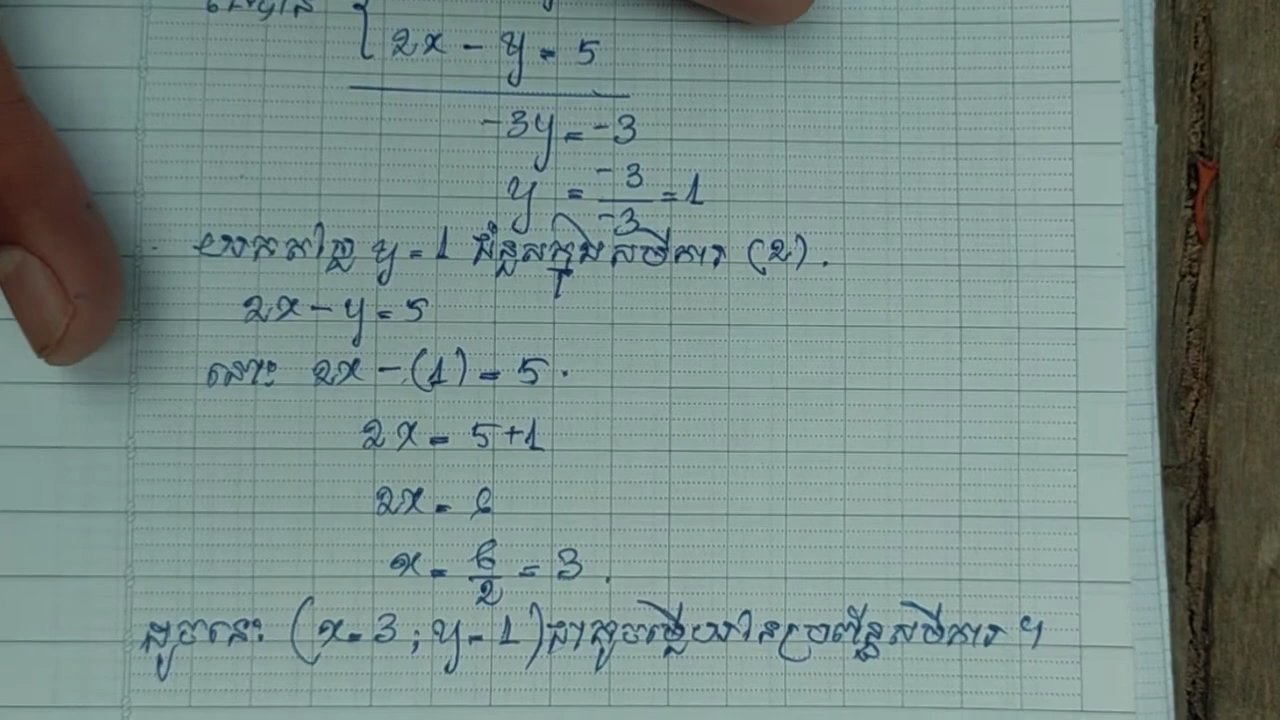 { 2x - y = 5
-3y = -3
y = -3/-3 = 1
យកតម្លៃ y = 1 ជំនួសក្នុងសមីការ (2).
2x - y = 5
នោះ 2x - (1) = 5.
2x = 5+1
2x = 6
x = 6/2 = 3.
ដូចនេះ (x = 3 ; y = 1) ជាគូចម្លើយនៃប្រព័ន្ធសមីការ ។